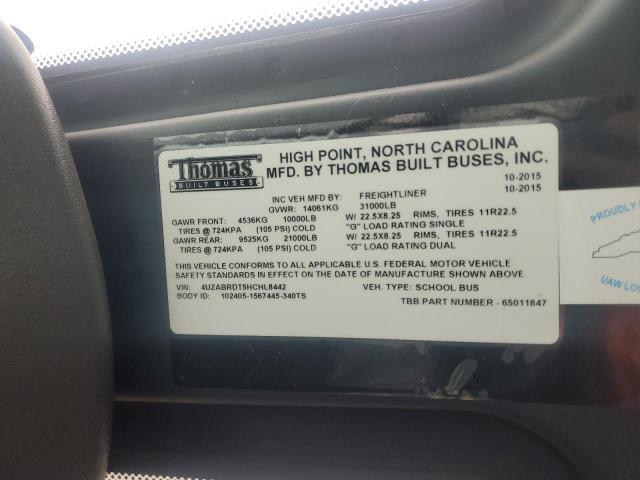 Thomas
BUILT BUSES
HIGH POINT, NORTH CAROLINA
MFD. BY THOMAS BUILT BUSES, INC.
10-2015
INC VEH MFD BY: FREIGHTLINER 10-2015
GVWR: 14061KG 31000LB
GAWR FRONT: 4536KG 10000LB W/ 22.5X8.25 RIMS, TIRES 11R22.5
TIRES @ 724KPA (105 PSI) COLD "G" LOAD RATING SINGLE
GAWR REAR: 9525KG 21000LB W/ 22.5X8.25 RIMS, TIRES 11R22.5
TIRES @ 724KPA (105 PSI) COLD "G" LOAD RATING DUAL
THIS VEHICLE CONFORMS TO ALL APPLICABLE U.S. FEDERAL MOTOR VEHICLE
SAFETY STANDARDS IN EFFECT ON THE DATE OF MANUFACTURE SHOWN ABOVE
VIN: 4UZABRDT5HCHL8442 VEH. TYPE: SCHOOL BUS
BODY ID: 102405-1567445-340TS TBB PART NUMBER - 65011847
PROUDLY
UAW LOC